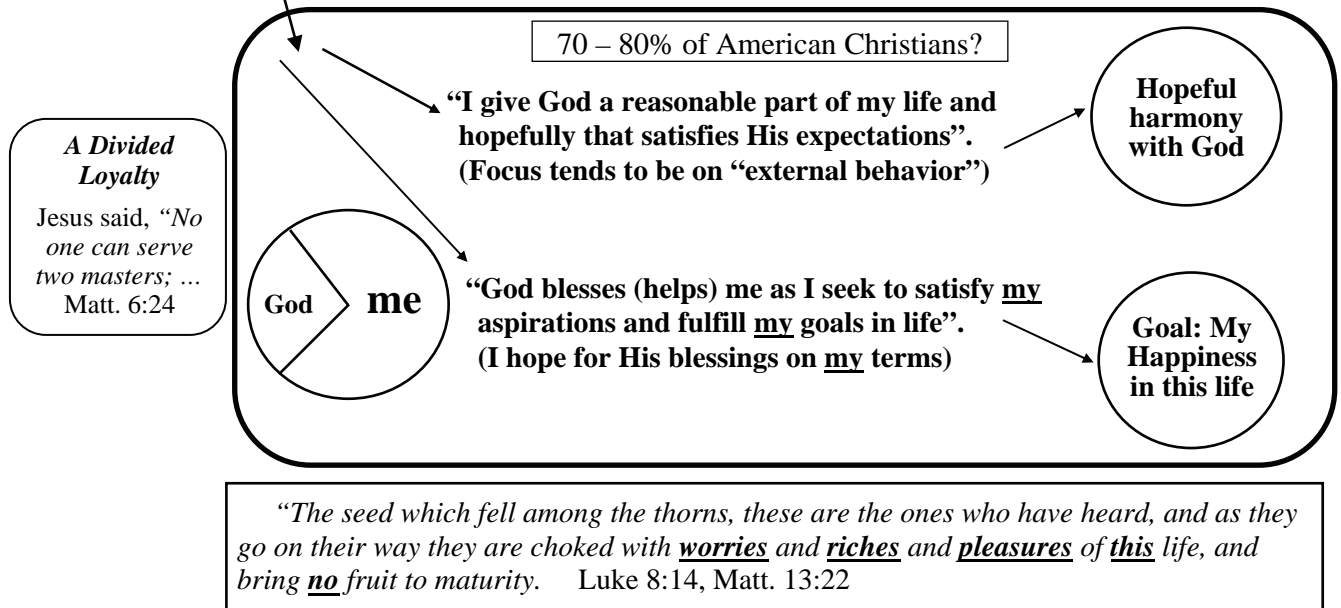 70 – 80% of American Christians?
“I give God a reasonable part of my life and
hopefully that satisfies His expectations”.
(Focus tends to be on “external behavior”)
Hopeful
harmony
with God
A Divided
Loyalty
Jesus said, “No
one can serve
two masters; …
Matt. 6:24
God
me
“God blesses (helps) me as I seek to satisfy my
aspirations and fulfill my goals in life”.
(I hope for His blessings on my terms)
Goal: My
Happiness
in this life
“The seed which fell among the thorns, these are the ones who have heard, and as they
go on their way they are choked with worries and riches and pleasures of this life, and
bring no fruit to maturity. Luke 8:14, Matt. 13:22